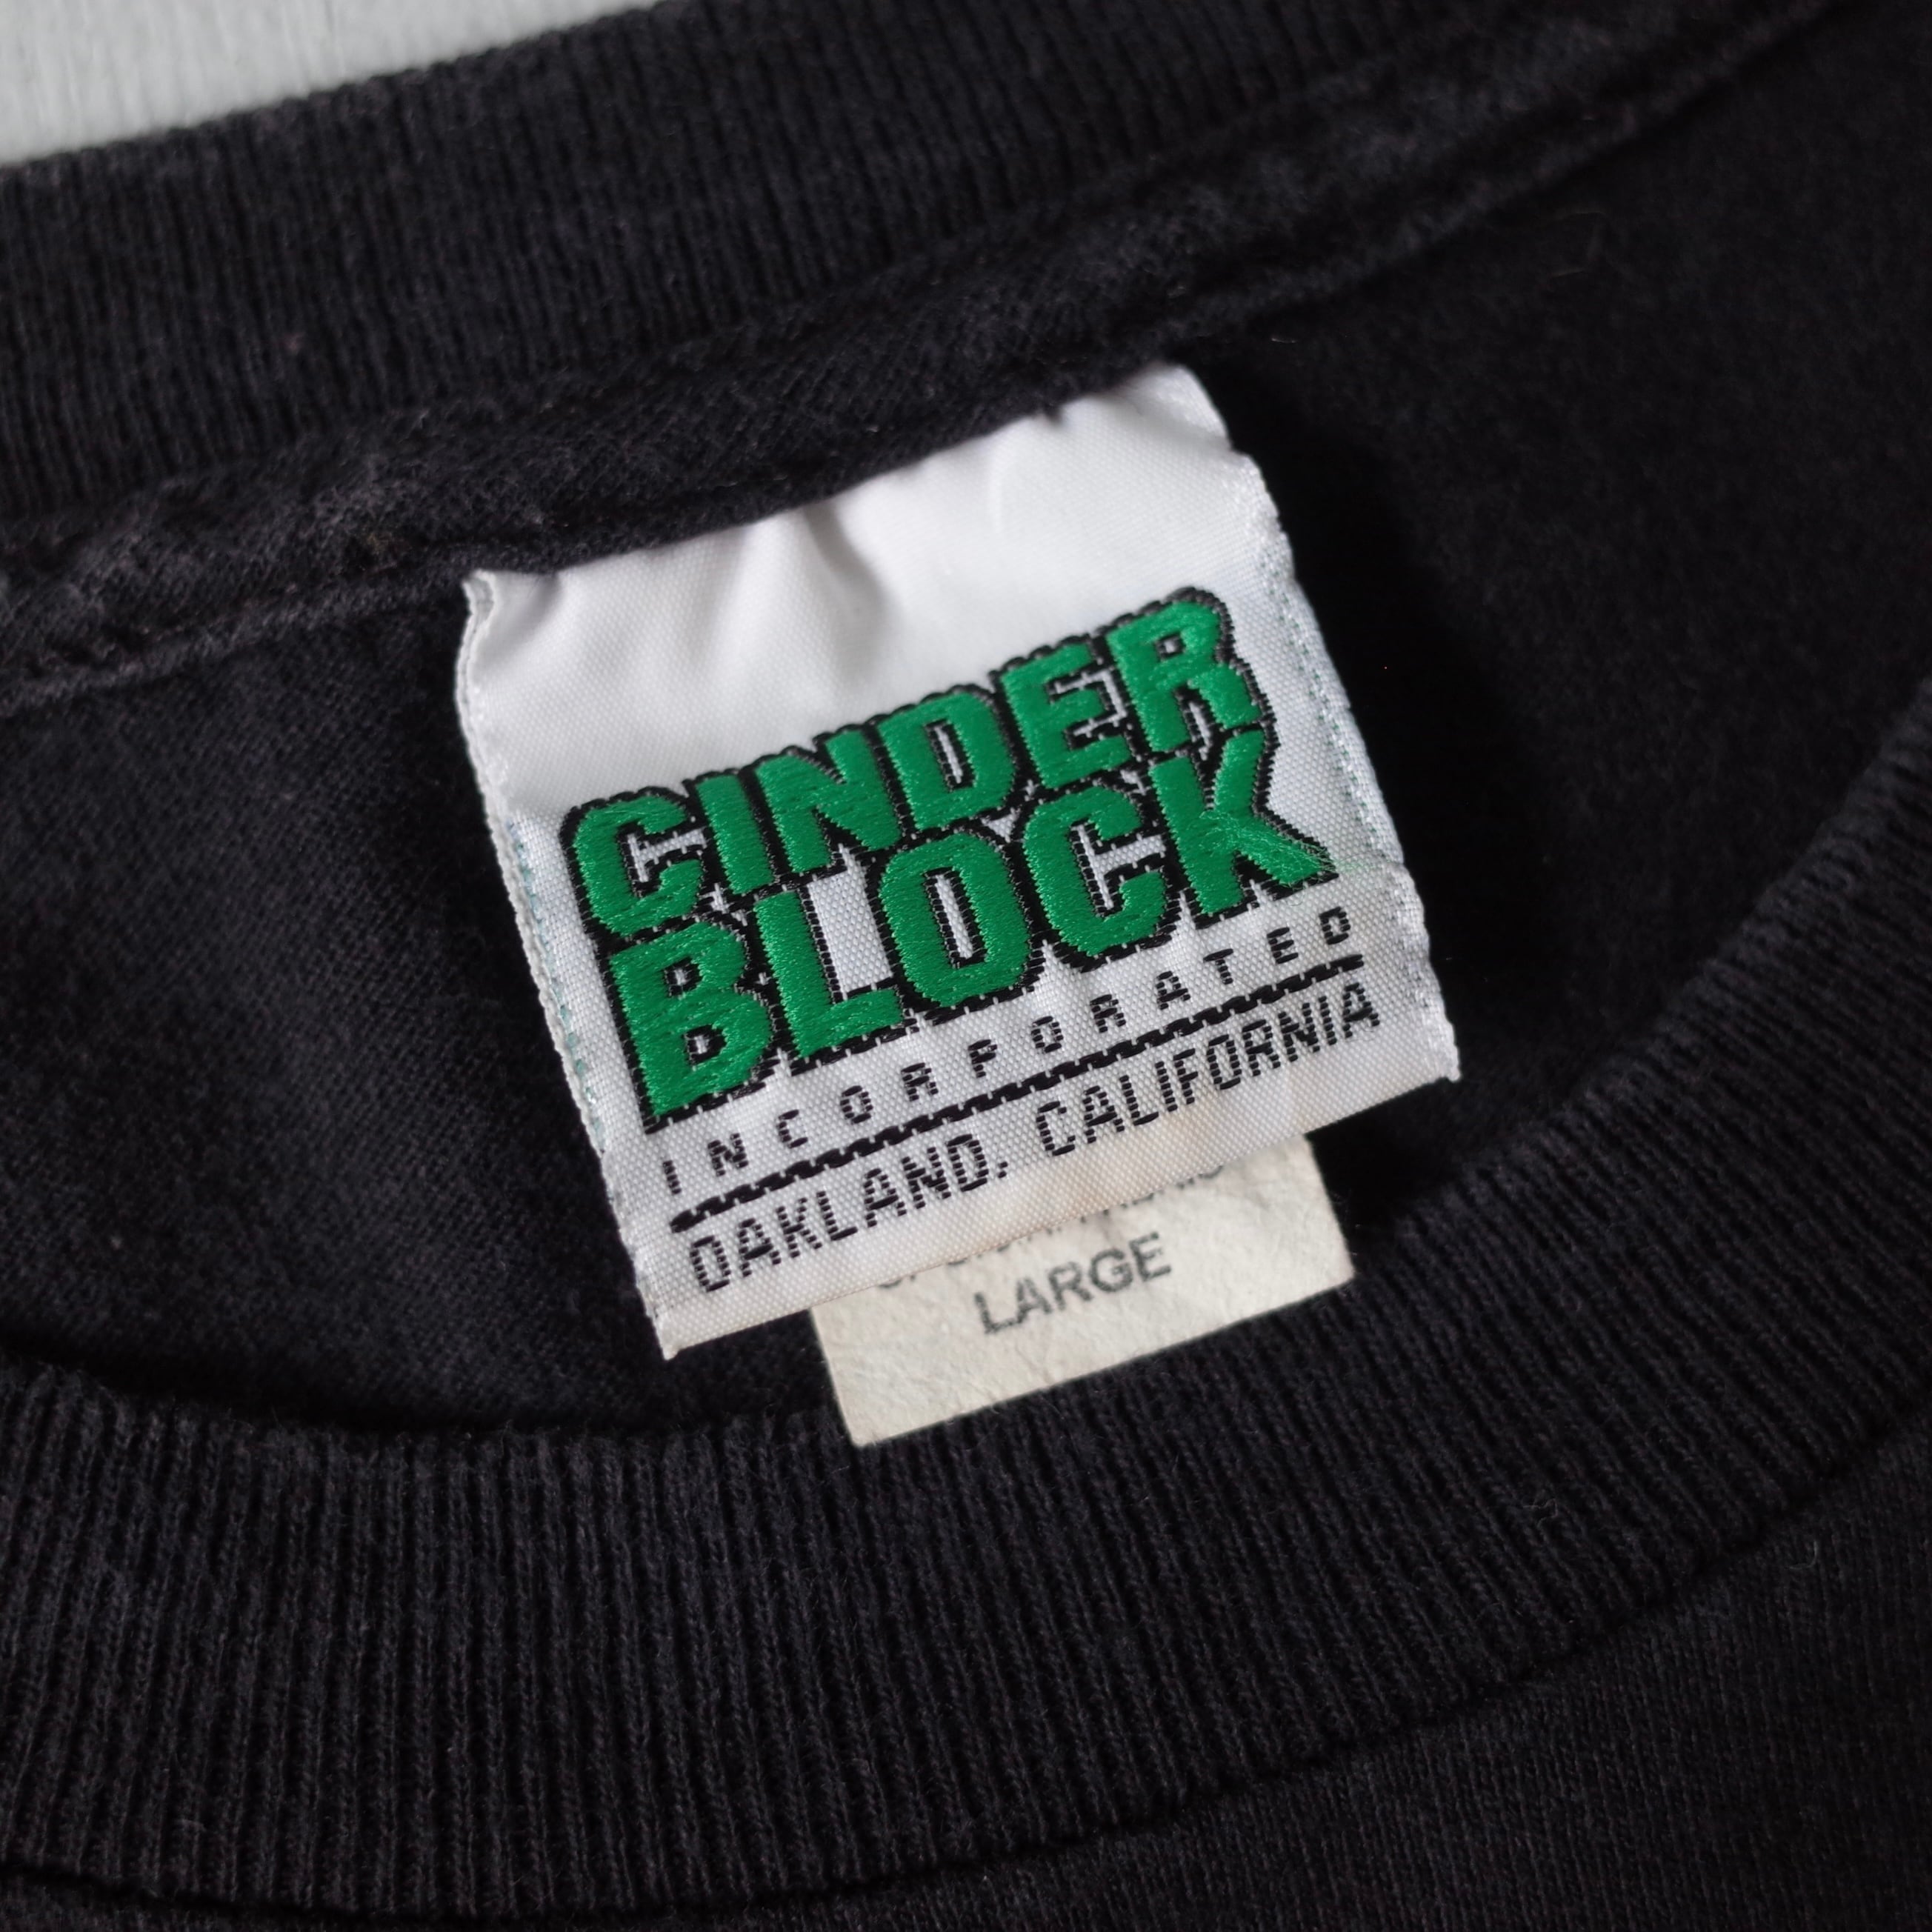 CINDER
BLOCK
INCORPORATED
OAKLAND, CALIFORNIA
LARGE